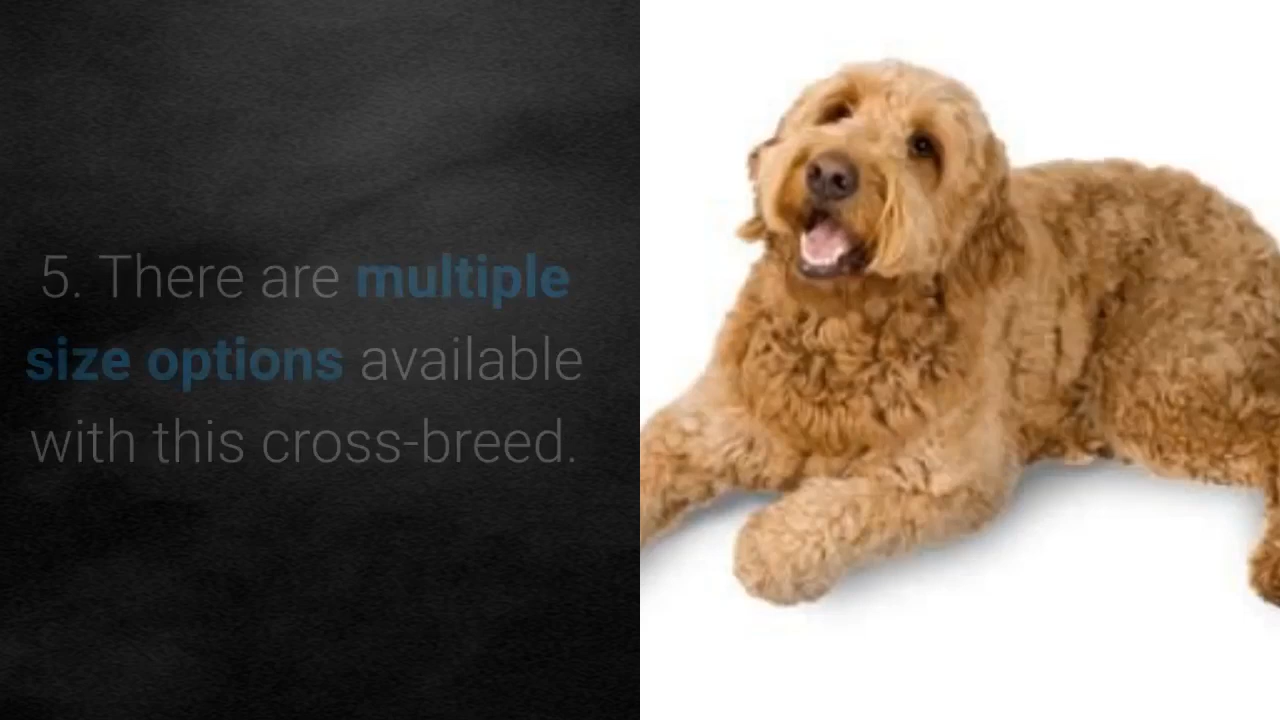 5. There are multiple
size options available
with this cross-breed.